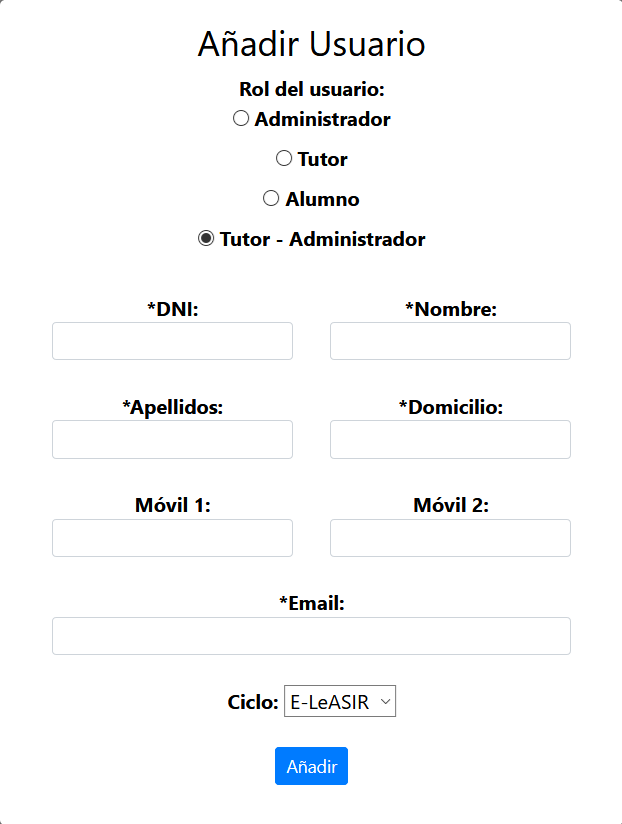 Añadir Usuario
Rol del usuario:
Administrador
Tutor
Alumno
Tutor - Administrador
*DNI: *Nombre:
*Apellidos: *Domicilio:
Móvil 1: Móvil 2:
*Email:
Ciclo: E-LeASIR
Añadir